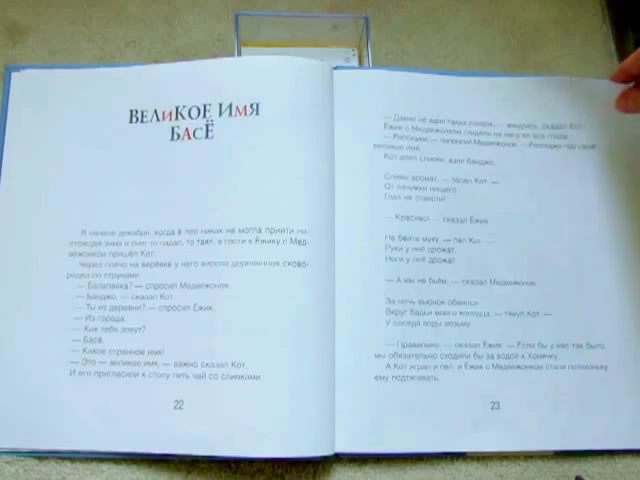 ВЕЛиКОЕ ИмЯ
БАсЁ
В начале декабря, когда в лес никак не могла прийти на-
стоящая зима и снег то падал, то таял, в гости к Ёжику с Мед-
вежонком пришёл Кот.
Через плечо на верёвке у него висела деревянная сково-
родка со струнами.
— Балалайка? — спросил Медвежонок.
— Банджо, — сказал Кот.
— Ты из деревни? — спросил Ёжик.
— Из города.
— Как тебя зовут?
— Басё.
— Какое странное имя!
— Это — великое имя, — важно сказал Кот.
И его пригласили к столу пить чай со сливками.
22
— Давно не едал таких сливок, — жмурясь, сказал Кот.
Ёжик с Медвежонком глядели на него во все глаза.
— Расскажи, — попросил Медвежонок. — Расскажи про своё
великое имя.
Кот допил сливки, взял банджо.
Сливы аромат, — запел Кот. —
От лачужки нищего
Глаз не отвести!
— Красиво! — сказал Ёжик.
Не бейте муху, — пел Кот. —
Руки у неё дрожат,
Ноги у неё дрожат!
— А мы не бьём, — сказал Медвежонок.
За ночь вьюнок обвился
Вкруг бадьи моего колодца, — тянул Кот. —
У соседа воды возьму.
— Правильно, — сказал Ёжик. — Если бы у нас так было,
мы обязательно сходили бы за водой к Хомячку.
А Кот играл и пел, и Ёжик с Медвежонком стали потихоньку
ему подтягивать.
23